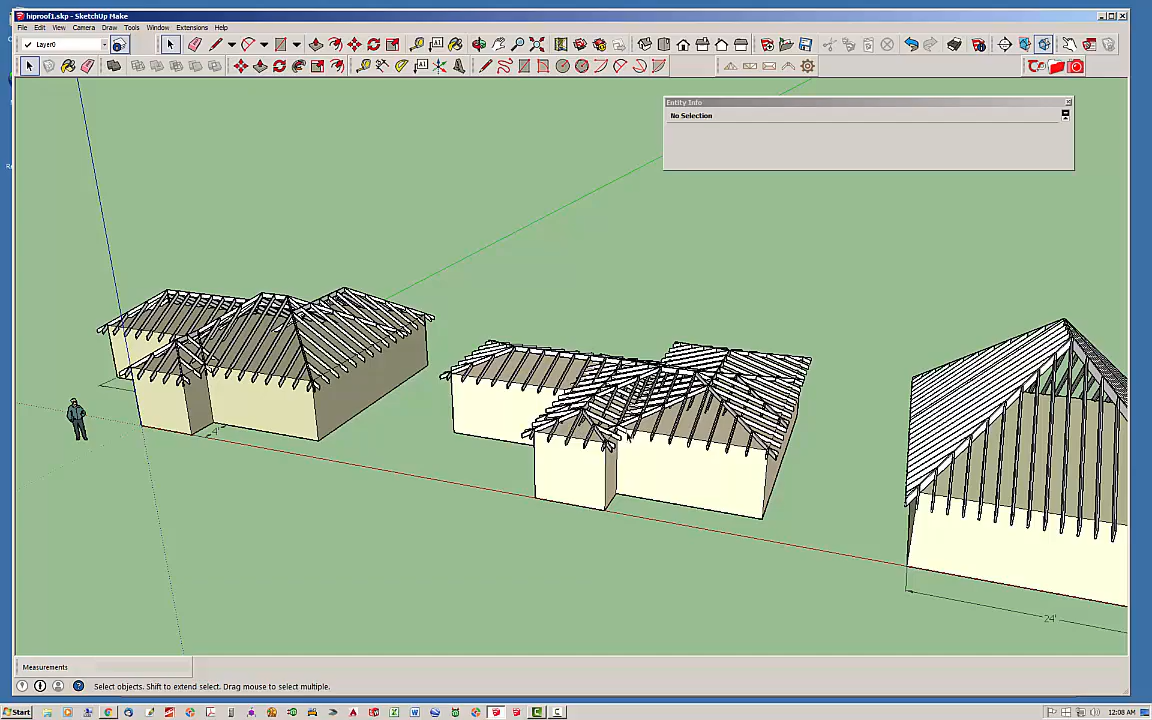 hiproof1.skp - SketchUp Make
File Edit View Camera Draw Tools Window Extensions Help
Layer0
Entity Info
No Selection
4'
24'
Measurements
Select objects. Shift to extend select. Drag mouse to select multiple.
Start
12:08 AM